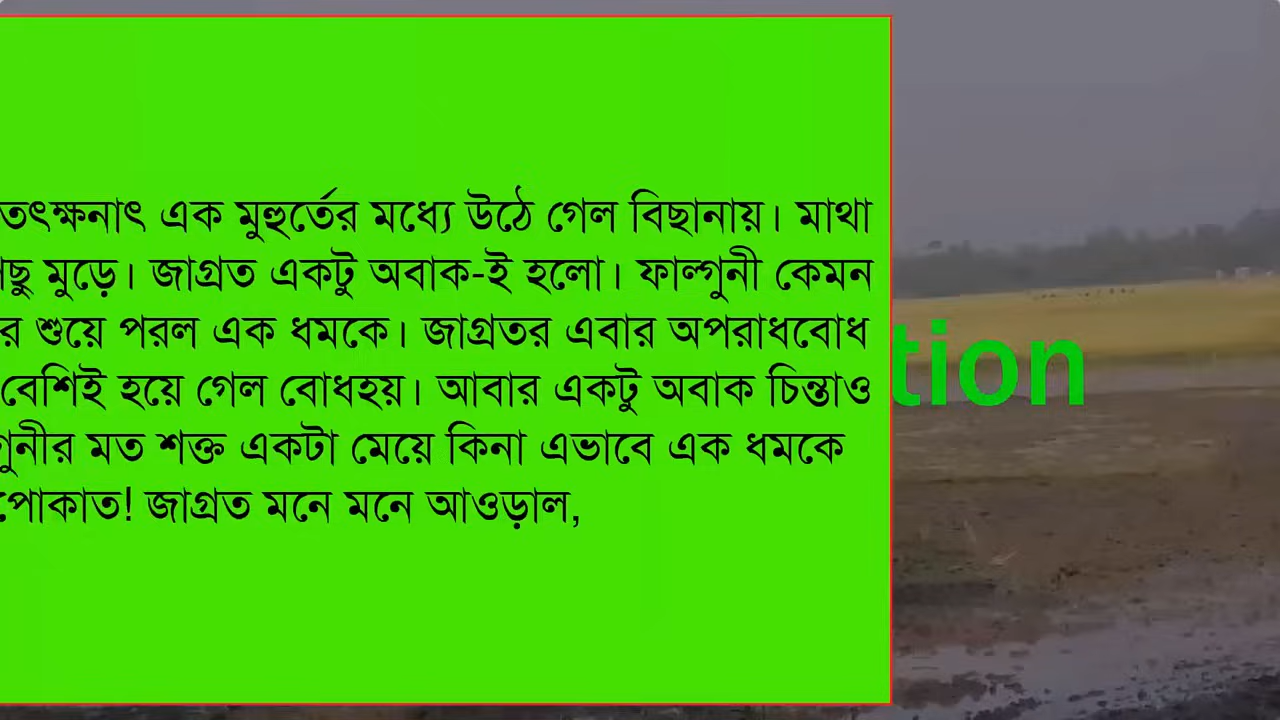 তৎক্ষনাৎ এক মুহুর্তের মধ্যে উঠে গেল বিছানায়। মাথা
মুড়ে। জাগ্রত একটু অবাক-ই হলো। ফাল্গুনী কেমন
শুয়ে পরল এক ধমকে। জাগ্রতর এবার অপরাধবোধ
বেশিই হয়ে গেল বোধহয়। আবার একটু অবাক চিন্তাও
মত শক্ত একটা মেয়ে কিনা এভাবে এক ধমকে
পোকাত! জাগ্রত মনে মনে আওড়াল,
tion